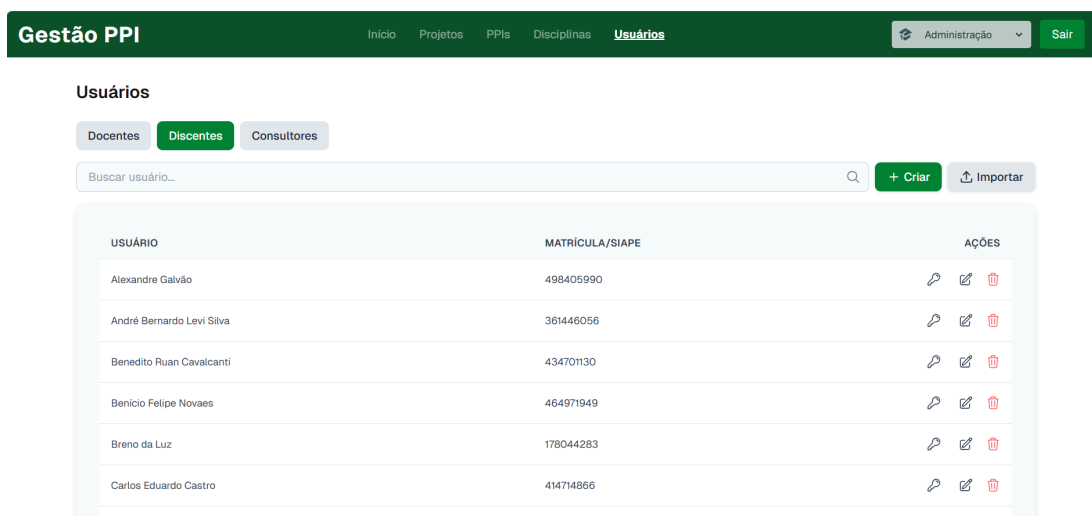 Gestão PPI Início Projetos PPIs Disciplinas Usuários Administração Sair
Usuários
Docentes Discentes Consultores
Buscar usuário... + Criar Importar
USUÁRIO MATRÍCULA/SIAPE AÇÕES
Alexandre Galvão 498405990
André Bernardo Levi Silva 361446056
Benedito Ruan Cavalcanti 434701130
Benício Felipe Novaes 464971949
Breno da Luz 178044283
Carlos Eduardo Castro 414714866